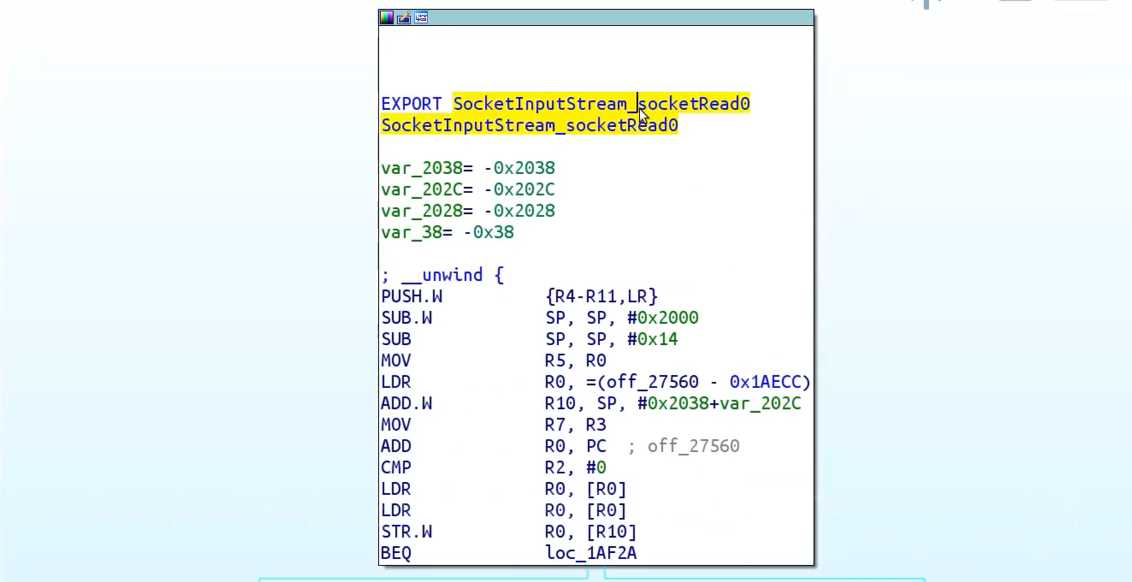 EXPORT SocketInputStream_socketRead0
SocketInputStream_socketRead0
var_2038= -0x2038
var_202C= -0x202C
var_2028= -0x2028
var_38= -0x38
; __unwind {
PUSH.W {R4-R11,LR}
SUB.W SP, SP, #0x2000
SUB SP, SP, #0x14
MOV R5, R0
LDR R0, =(off_27560 - 0x1AECC)
ADD.W R10, SP, #0x2038+var_202C
MOV R7, R3
ADD R0, PC ; off_27560
CMP R2, #0
LDR R0, [R0]
LDR R0, [R0]
STR.W R0, [R10]
BEQ loc_1AF2A